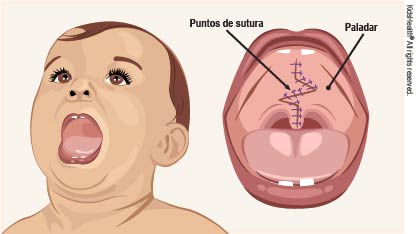 Puntos de sutura
Paladar
KidsHealth® All rights reserved.